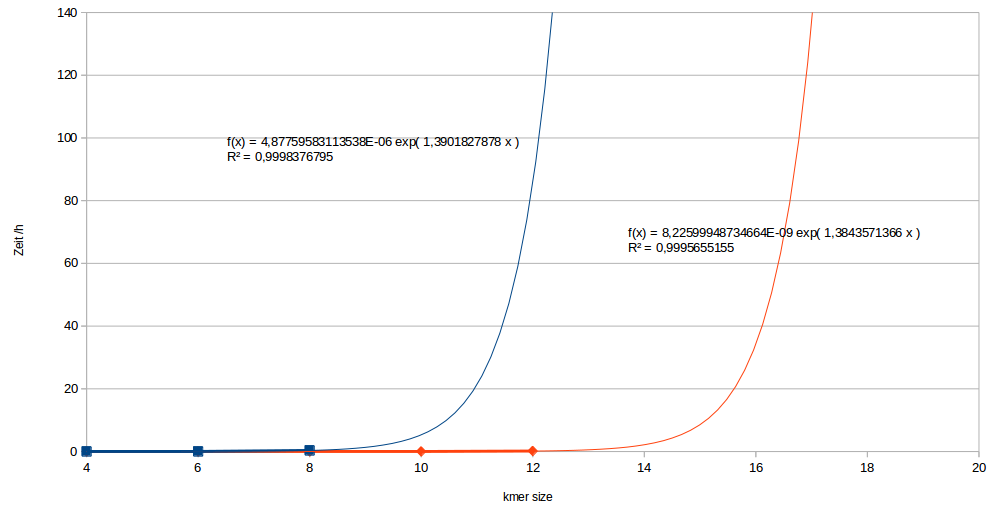 140
120
100
f(x) = 4,87759583113538E-06 exp( 1,3901827878 x )
R² = 0,9998376795
80
f(x) = 8,22599948734664E-09 exp( 1,3843571366 x )
R² = 0,9995655155
Zeit /h
60
40
20
0
4 6 8 10 12 14 16 18 20
kmer size